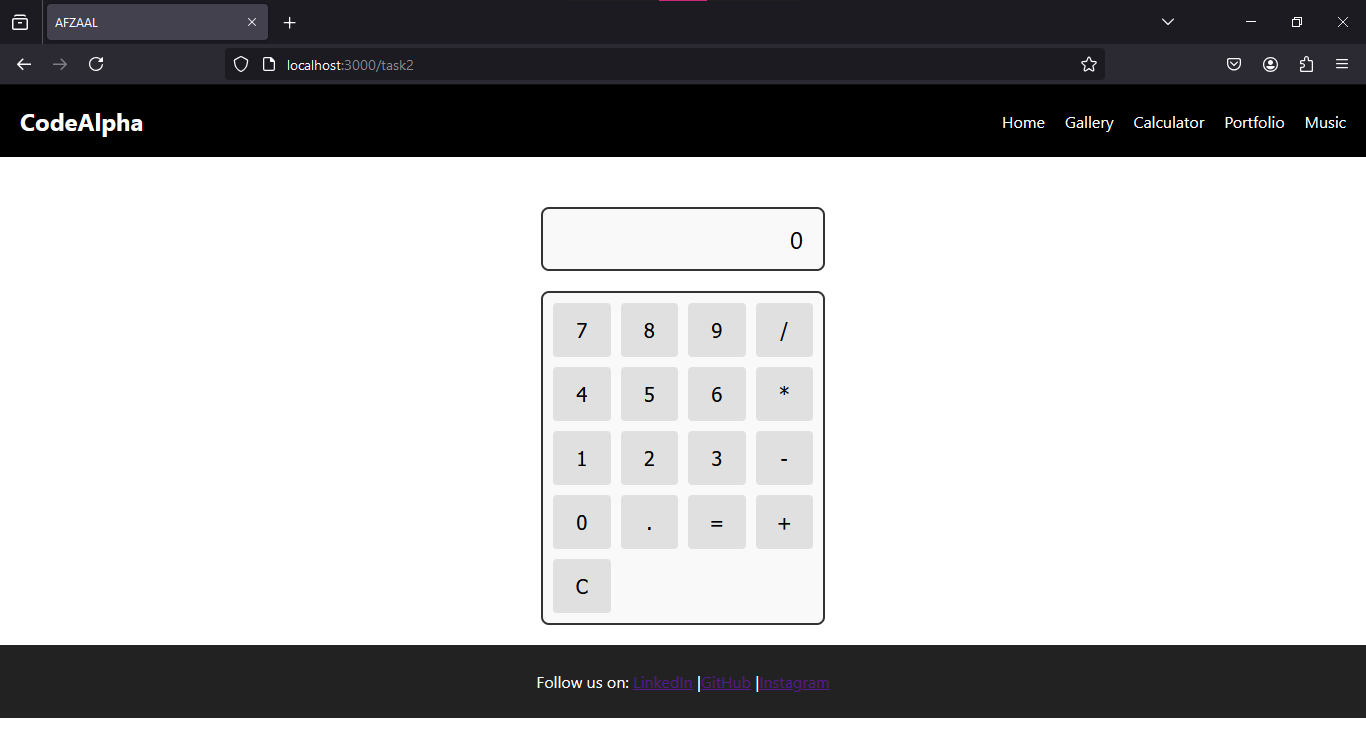 AFZAAL
localhost:3000/task2
CodeAlpha
Home Gallery Calculator Portfolio Music
0
7 8 9 /
4 5 6 *
1 2 3 -
0 . = +
C
Follow us on: LinkedIn |GitHub |Instagram